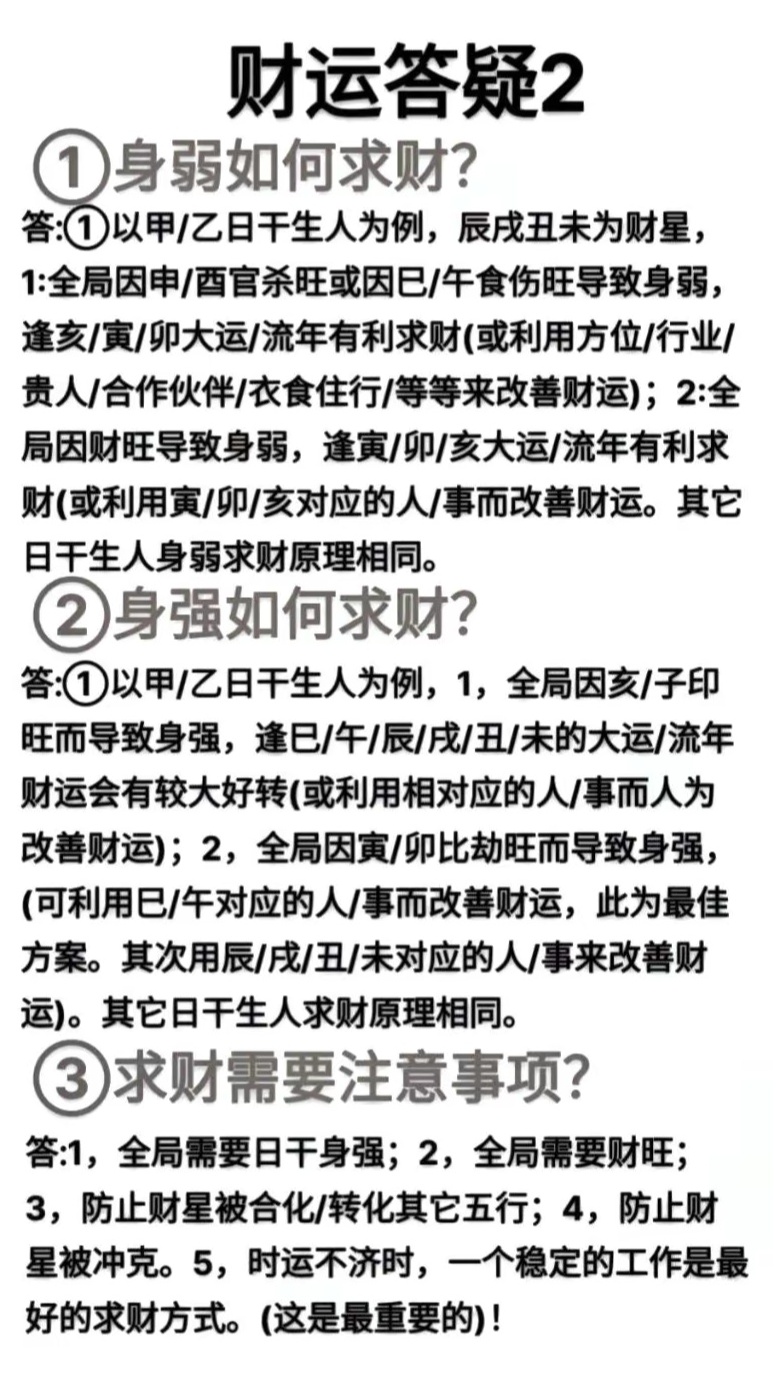 财运答疑2
①身弱如何求财？
答:①以甲/乙日干生人为例，辰戌丑未为财星，
1:全局因申/酉官杀旺或因巳/午食伤旺导致身弱，
逢亥/寅/卯大运/流年有利求财(或利用方位/行业/
贵人/合作伙伴/衣食住行/等等来改善财运)；2:全
局因财旺导致身弱，逢寅/卯/亥大运/流年有利求
财(或利用寅/卯/亥对应的人/事而改善财运。其它
日干生人身弱求财原理相同。
②身强如何求财？
答:①以甲/乙日干生人为例，1，全局因亥/子印
旺而导致身强，逢巳/午/辰/戌/丑/未的大运/流年
财运会有较大好转(或利用相对应的人/事而人为
改善财运)；2，全局因寅/卯比劫旺而导致身强，
(可利用巳/午对应的人/事而改善财运，此为最佳
方案。其次用辰/戌/丑/未对应的人/事来改善财
运)。其它日干生人求财原理相同。
③求财需要注意事项？
答:1，全局需要日干身强；2，全局需要财旺；
3，防止财星被合化/转化其它五行；4，防止财
星被冲克。5，时运不济时，一个稳定的工作是最
好的求财方式。(这是最重要的)！